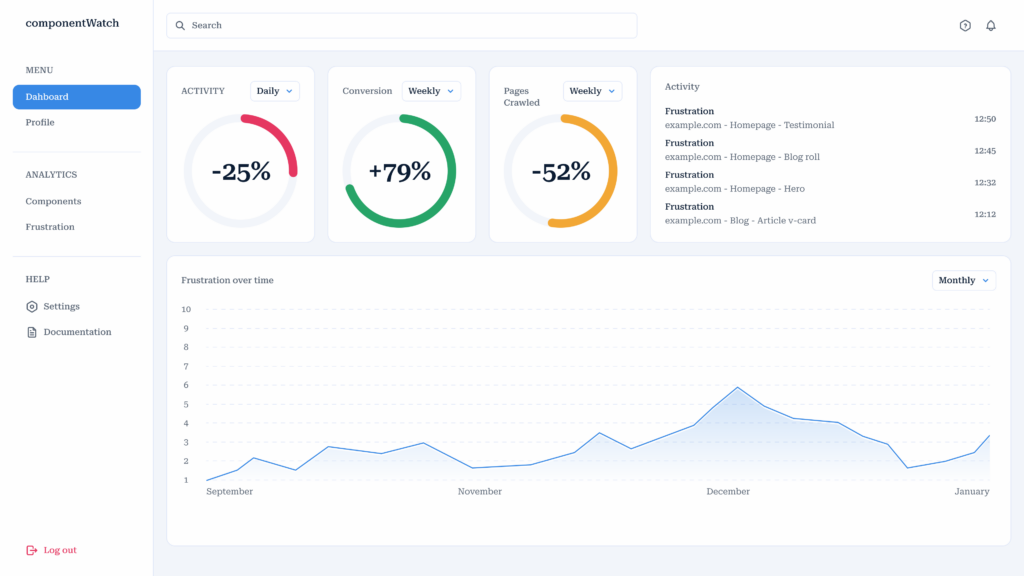 componentWatch
Search
MENU
Dahboard
Profile
ANALYTICS
Components
Frustration
HELP
Settings
Documentation
Log out
ACTIVITY
Daily
-25%
Conversion
Weekly
+79%
Pages
Crawled
Weekly
-52%
Activity
Frustration
example.com - Homepage - Testimonial
12:50
Frustration
example.com - Homepage - Blog roll
12:45
Frustration
example.com - Homepage - Hero
12:32
Frustration
example.com - Blog - Article v-card
12:12
Frustration over time
Monthly
10
9
8
7
6
5
4
3
2
1
September
November
December
January